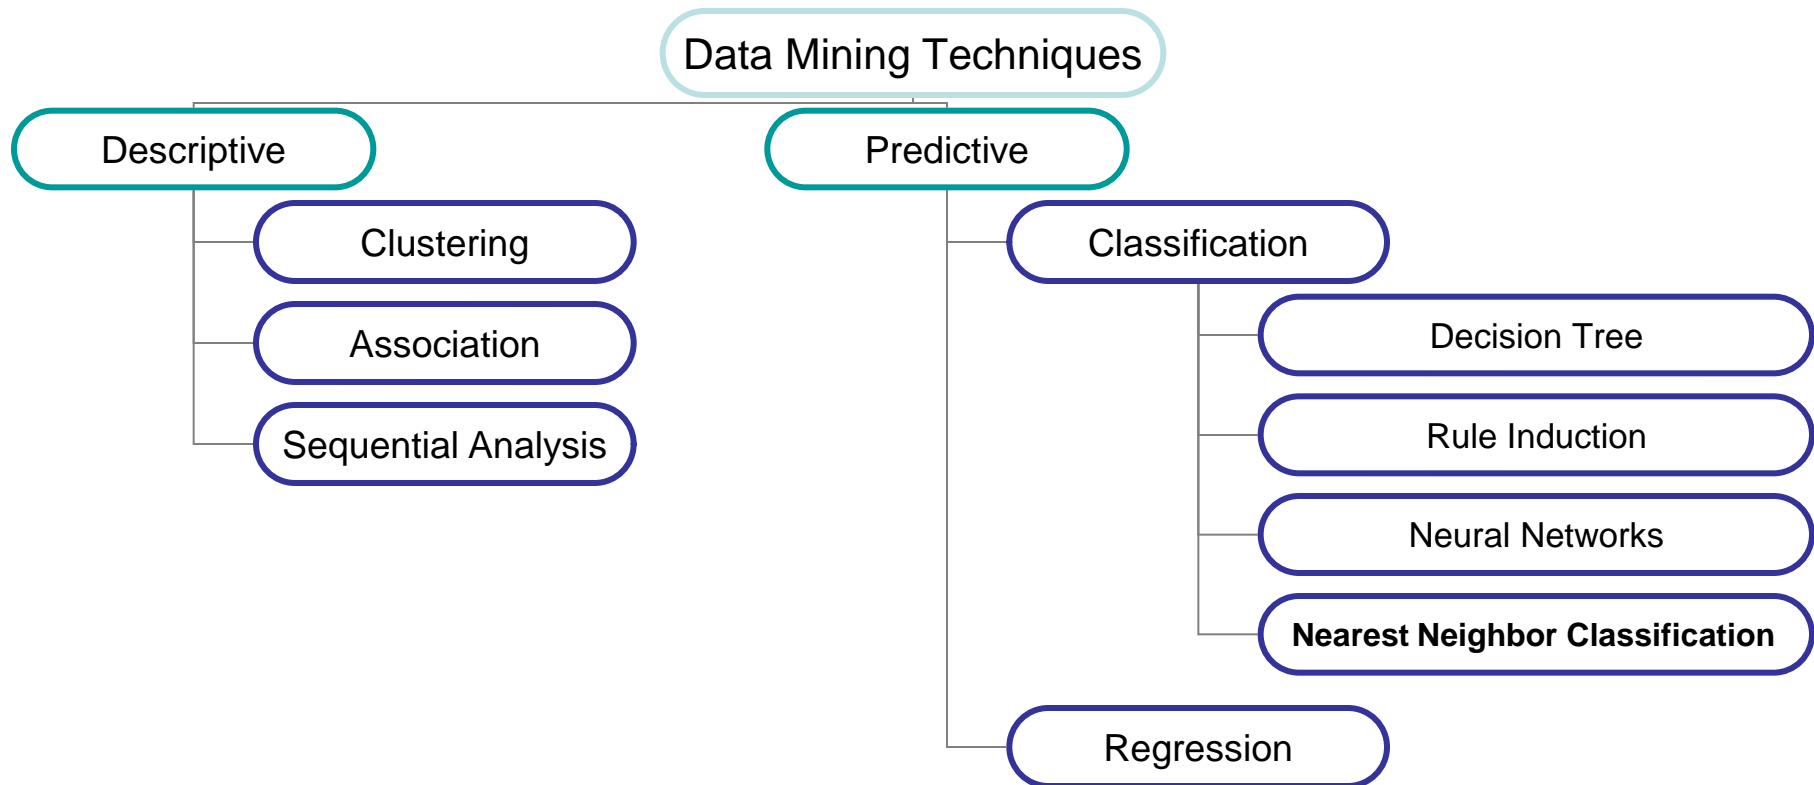 Data Mining Techniques
Descriptive
Predictive
Clustering
Classification
Decision Tree
Association
Rule Induction
Sequential Analysis
Neural Networks
Nearest Neighbor Classification
Regression